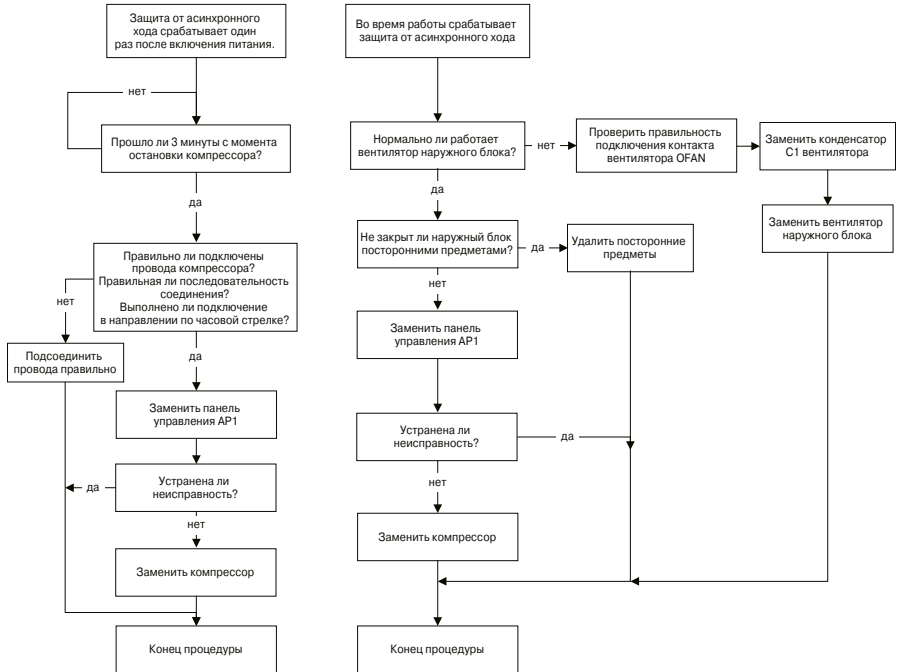 Защита от асинхронного
хода срабатывает один
раз после включения питания.
нет
Прошло ли 3 минуты с момента
остановки компрессора?
да
Правильно ли подключены
провода компрессора?
Правильная ли последовательность
соединения?
Выполнено ли подключение
в направлении по часовой стрелке?
нет
Подсоединить
провода правильно
да
Заменить панель
управления AP1
Устранена ли
неисправность?
да
нет
Заменить компрессор
Конец процедуры
Во время работы срабатывает
защита от асинхронного хода
Нормально ли работает
вентилятор наружного блока?
нет
Проверить правильность
подключения контакта
вентилятора OFAN
Заменить конденсатор
C1 вентилятора
Заменить вентилятор
наружного блока
да
Не закрыт ли наружный блок
посторонними предметами?
да
Удалить посторонние
предметы
нет
Заменить панель
управления AP1
Устранена ли
неисправность?
да
нет
Заменить компрессор
Конец процедуры